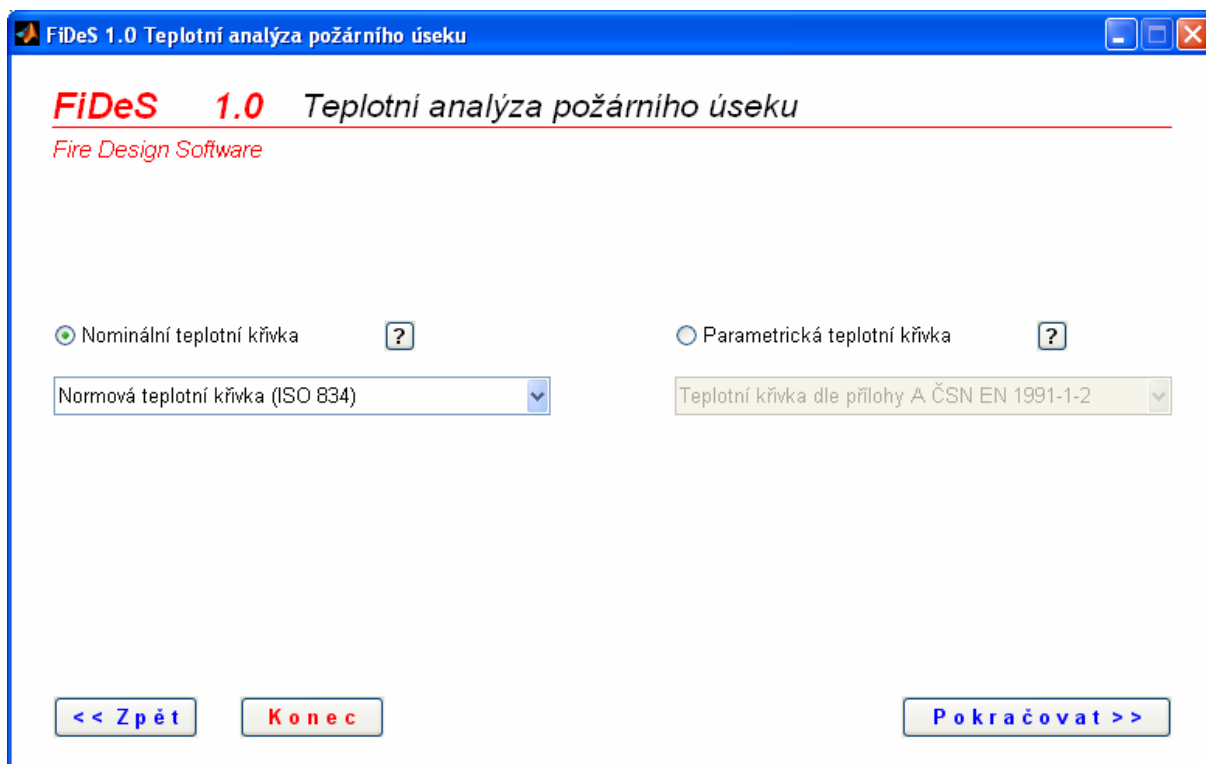 FiDeS 1.0 Teplotní analýza požárního úseku
FiDeS 1.0 Teplotní analýza požárního úseku
Fire Design Software
Nominální teplotní křivka ? Parametrická teplotní křivka ?
Normová teplotní křivka (ISO 834) Teplotní křivka dle přílohy A ČSN EN 1991-1-2
<< Zpět Konec Pokračovat >>